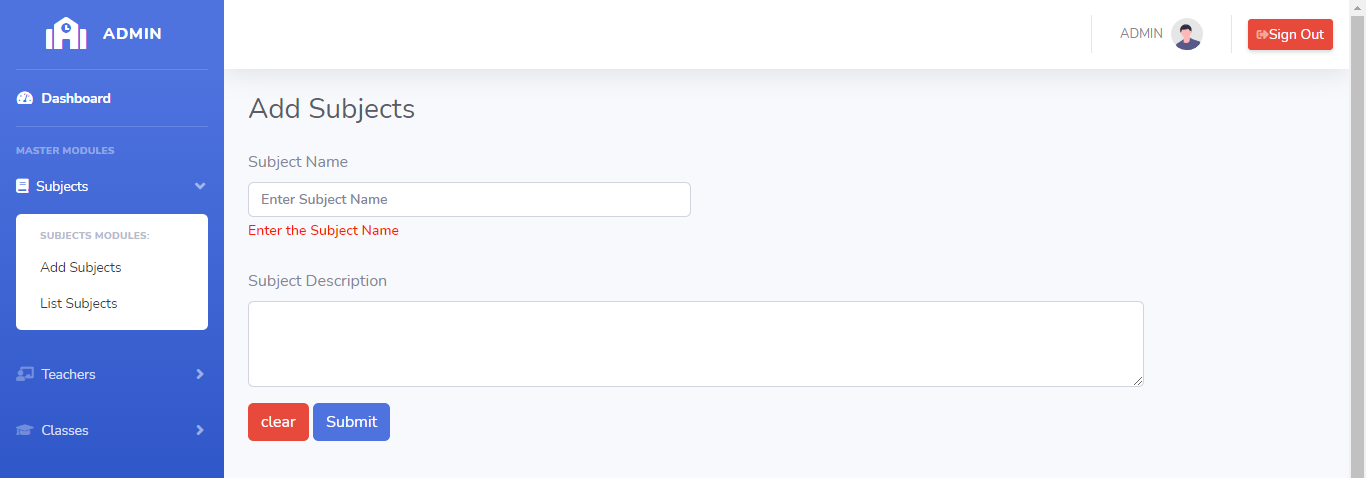 ADMIN
Dashboard
MASTER MODULES
Subjects
SUBJECTS MODULES:
Add Subjects
List Subjects
Teachers
Classes
ADMIN
Sign Out
Add Subjects
Subject Name
Enter Subject Name
Enter the Subject Name
Subject Description
clear Submit